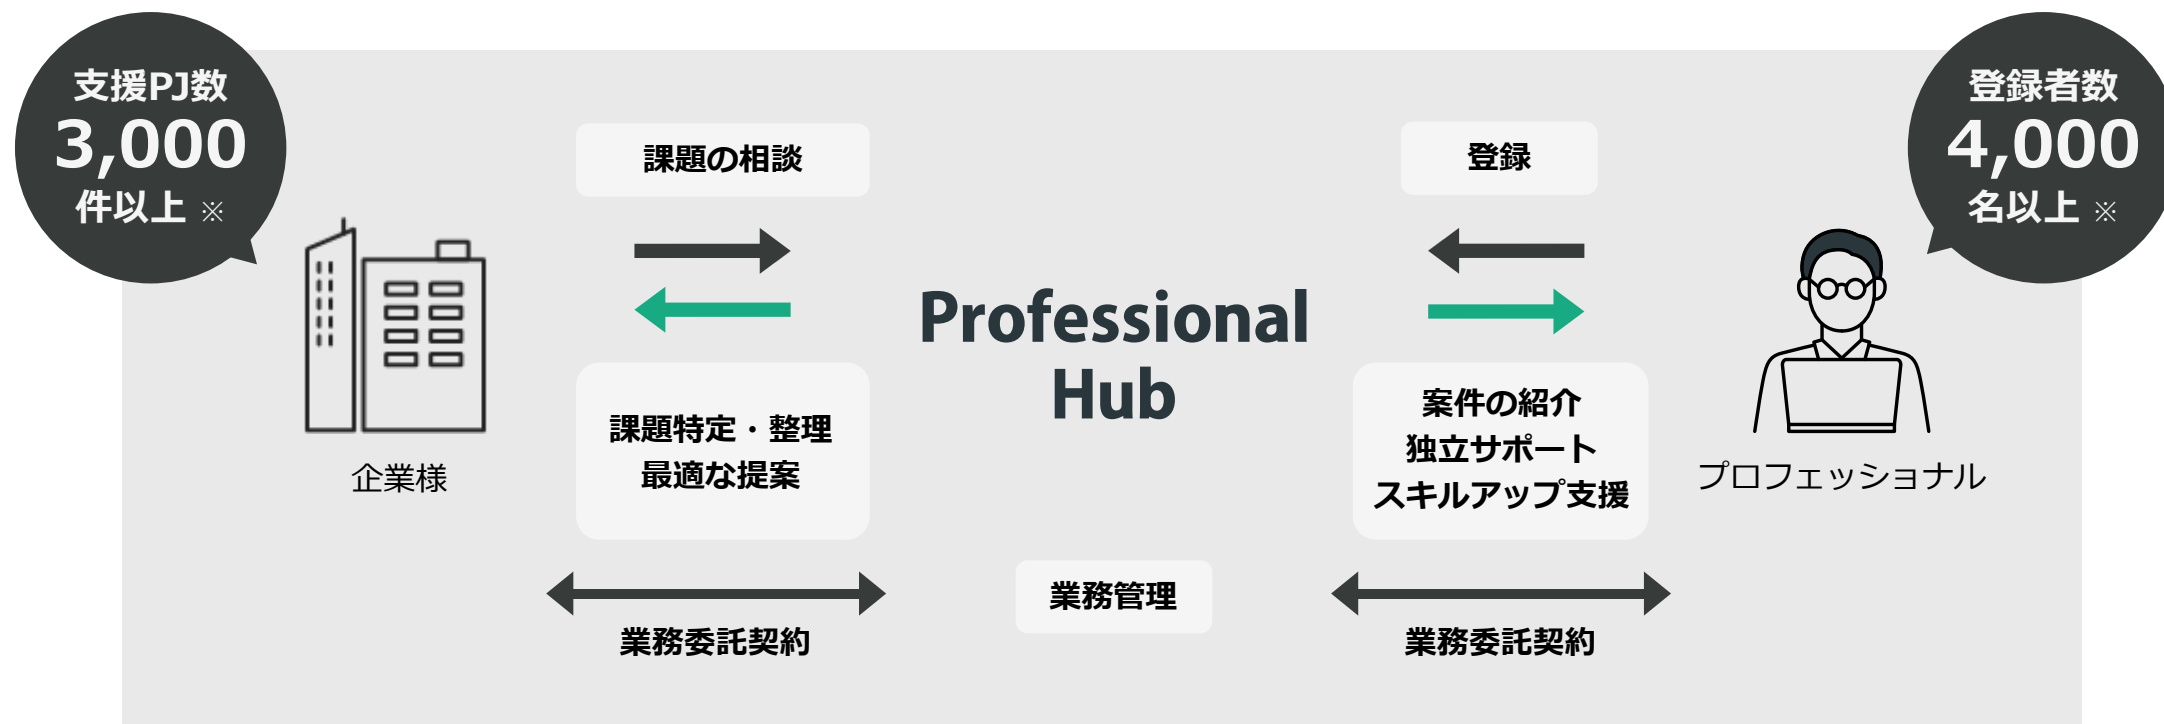 支援PJ数
3,000
件以上 ※
登録者数
4,000
名以上 ※
課題の相談
登録
Professional
Hub
課題特定・整理
最適な提案
案件の紹介
独立サポート
スキルアップ支援
企業様
プロフェッショナル
業務管理
業務委託契約
業務委託契約